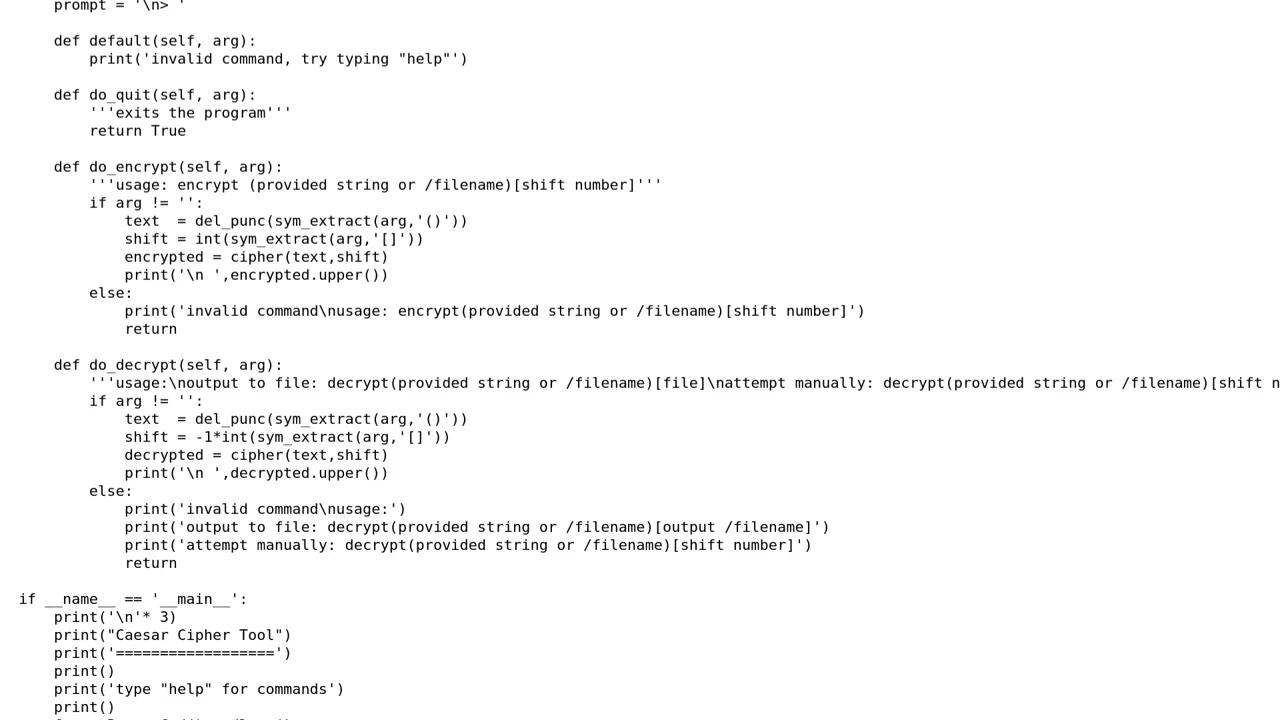 prompt = '\n> '

    def default(self, arg):
        print('invalid command, try typing "help"')

    def do_quit(self, arg):
        '''exits the program'''
        return True

    def do_encrypt(self, arg):
        '''usage: encrypt (provided string or /filename)[shift number]'''
        if arg != '':
            text  = del_punc(sym_extract(arg,'()'))
            shift = int(sym_extract(arg,'[]'))
            encrypted = cipher(text,shift)
            print('\n ',encrypted.upper())
        else:
            print('invalid command\nusage: encrypt(provided string or /filename)[shift number]')
            return

    def do_decrypt(self, arg):
        '''usage:\noutput to file: decrypt(provided string or /filename)[file]\nattempt manually: decrypt(provided string or /filename)[shift n
        if arg != '':
            text  = del_punc(sym_extract(arg,'()'))
            shift = -1*int(sym_extract(arg,'[]'))
            decrypted = cipher(text,shift)
            print('\n ',decrypted.upper())
        else:
            print('invalid command\nusage:')
            print('output to file: decrypt(provided string or /filename)[output /filename]')
            print('attempt manually: decrypt(provided string or /filename)[shift number]')
            return

if __name__ == '__main__':
    print('\n'* 3)
    print("Caesar Cipher Tool")
    print('==================')
    print()
    print('type "help" for commands')
    print()